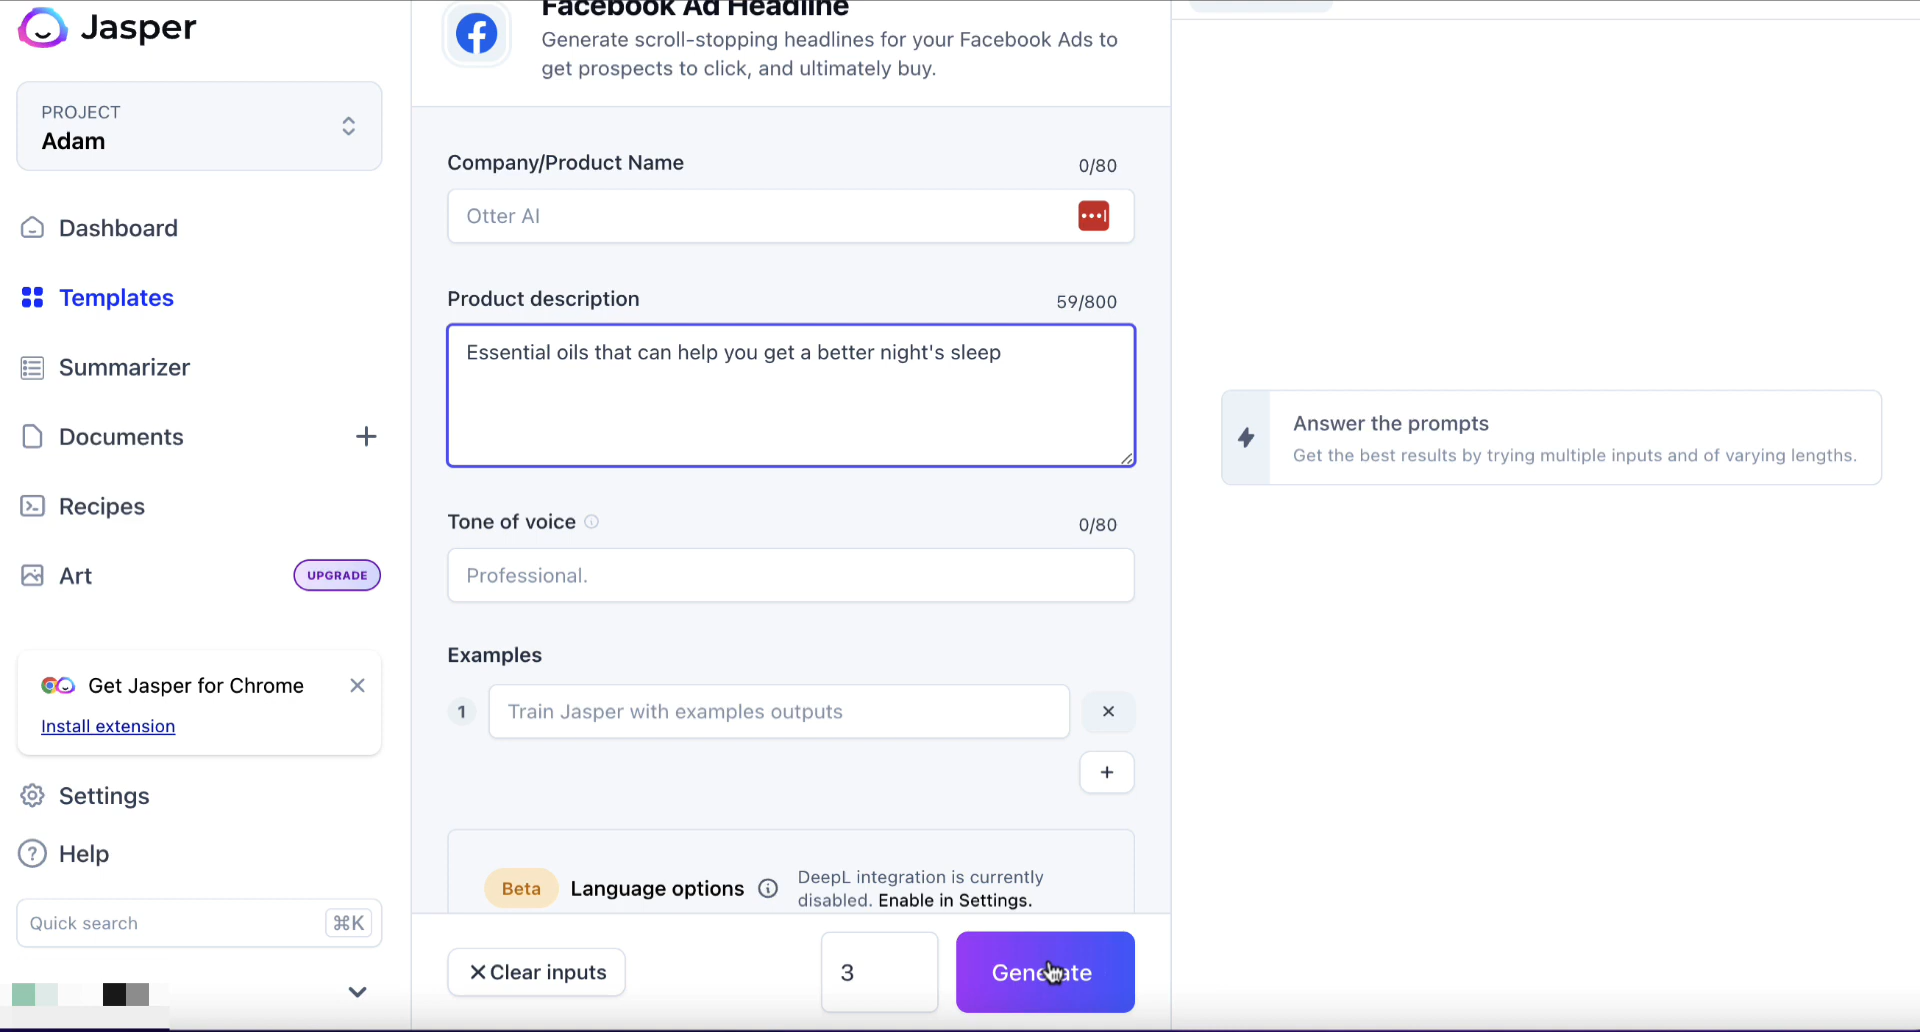 Jasper
PROJECT
Adam
Dashboard
Templates
Summarizer
Documents
Recipes
Art
UPGRADE
Get Jasper for Chrome
Install extension
Settings
Help
Quick search
⌘K
Facebook Ad Headline
Generate scroll-stopping headlines for your Facebook Ads to
get prospects to click, and ultimately buy.
Company/Product Name
0/80
Otter AI
Product description
59/800
Essential oils that can help you get a better night's sleep
Tone of voice
0/80
Professional.
Examples
1
Train Jasper with examples outputs
Beta
Language options
DeepL integration is currently
disabled. Enable in Settings.
Clear inputs
3
Generate
Answer the prompts
Get the best results by trying multiple inputs and of varying lengths.